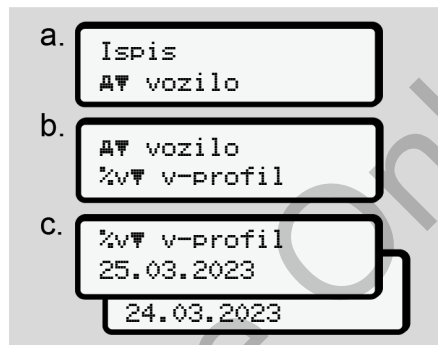 a.
Ispis
A▼ vozilo
b.
A▼ vozilo
%v▼ v-profil
c.
%v▼ v-profil
25.03.2023
24.03.2023